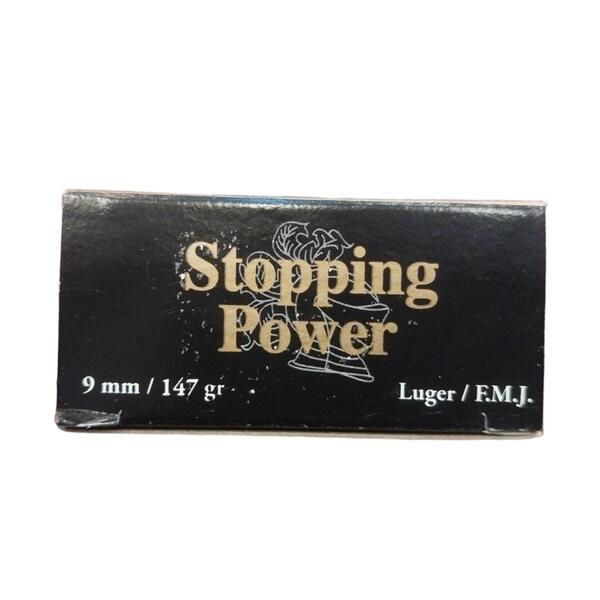 Stopping
Power
9 mm / 147 gr
Luger / F.M.J.